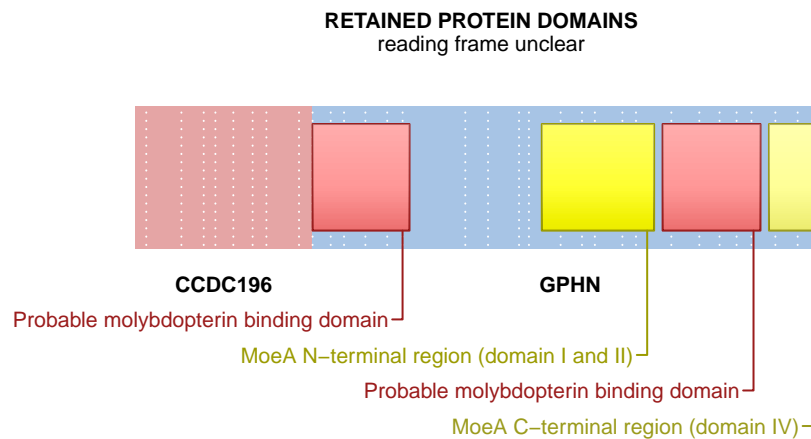 RETAINED PROTEIN DOMAINS
reading frame unclear
CCDC196
GPHN
Probable molybdopterin binding domain
MoeA N−terminal region (domain I and II)
Probable molybdopterin binding domain
MoeA C−terminal region (domain IV)